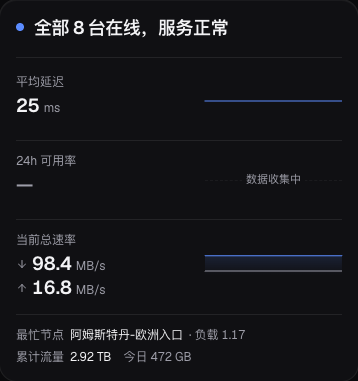 全部 8 台在线，服务正常
平均延迟
25 ms
24h 可用率
—
数据收集中
当前总速率
↓ 98.4 MB/s
↑ 16.8 MB/s
最忙节点 阿姆斯特丹-欧洲入口 · 负载 1.17
累计流量 2.92 TB 今日 472 GB